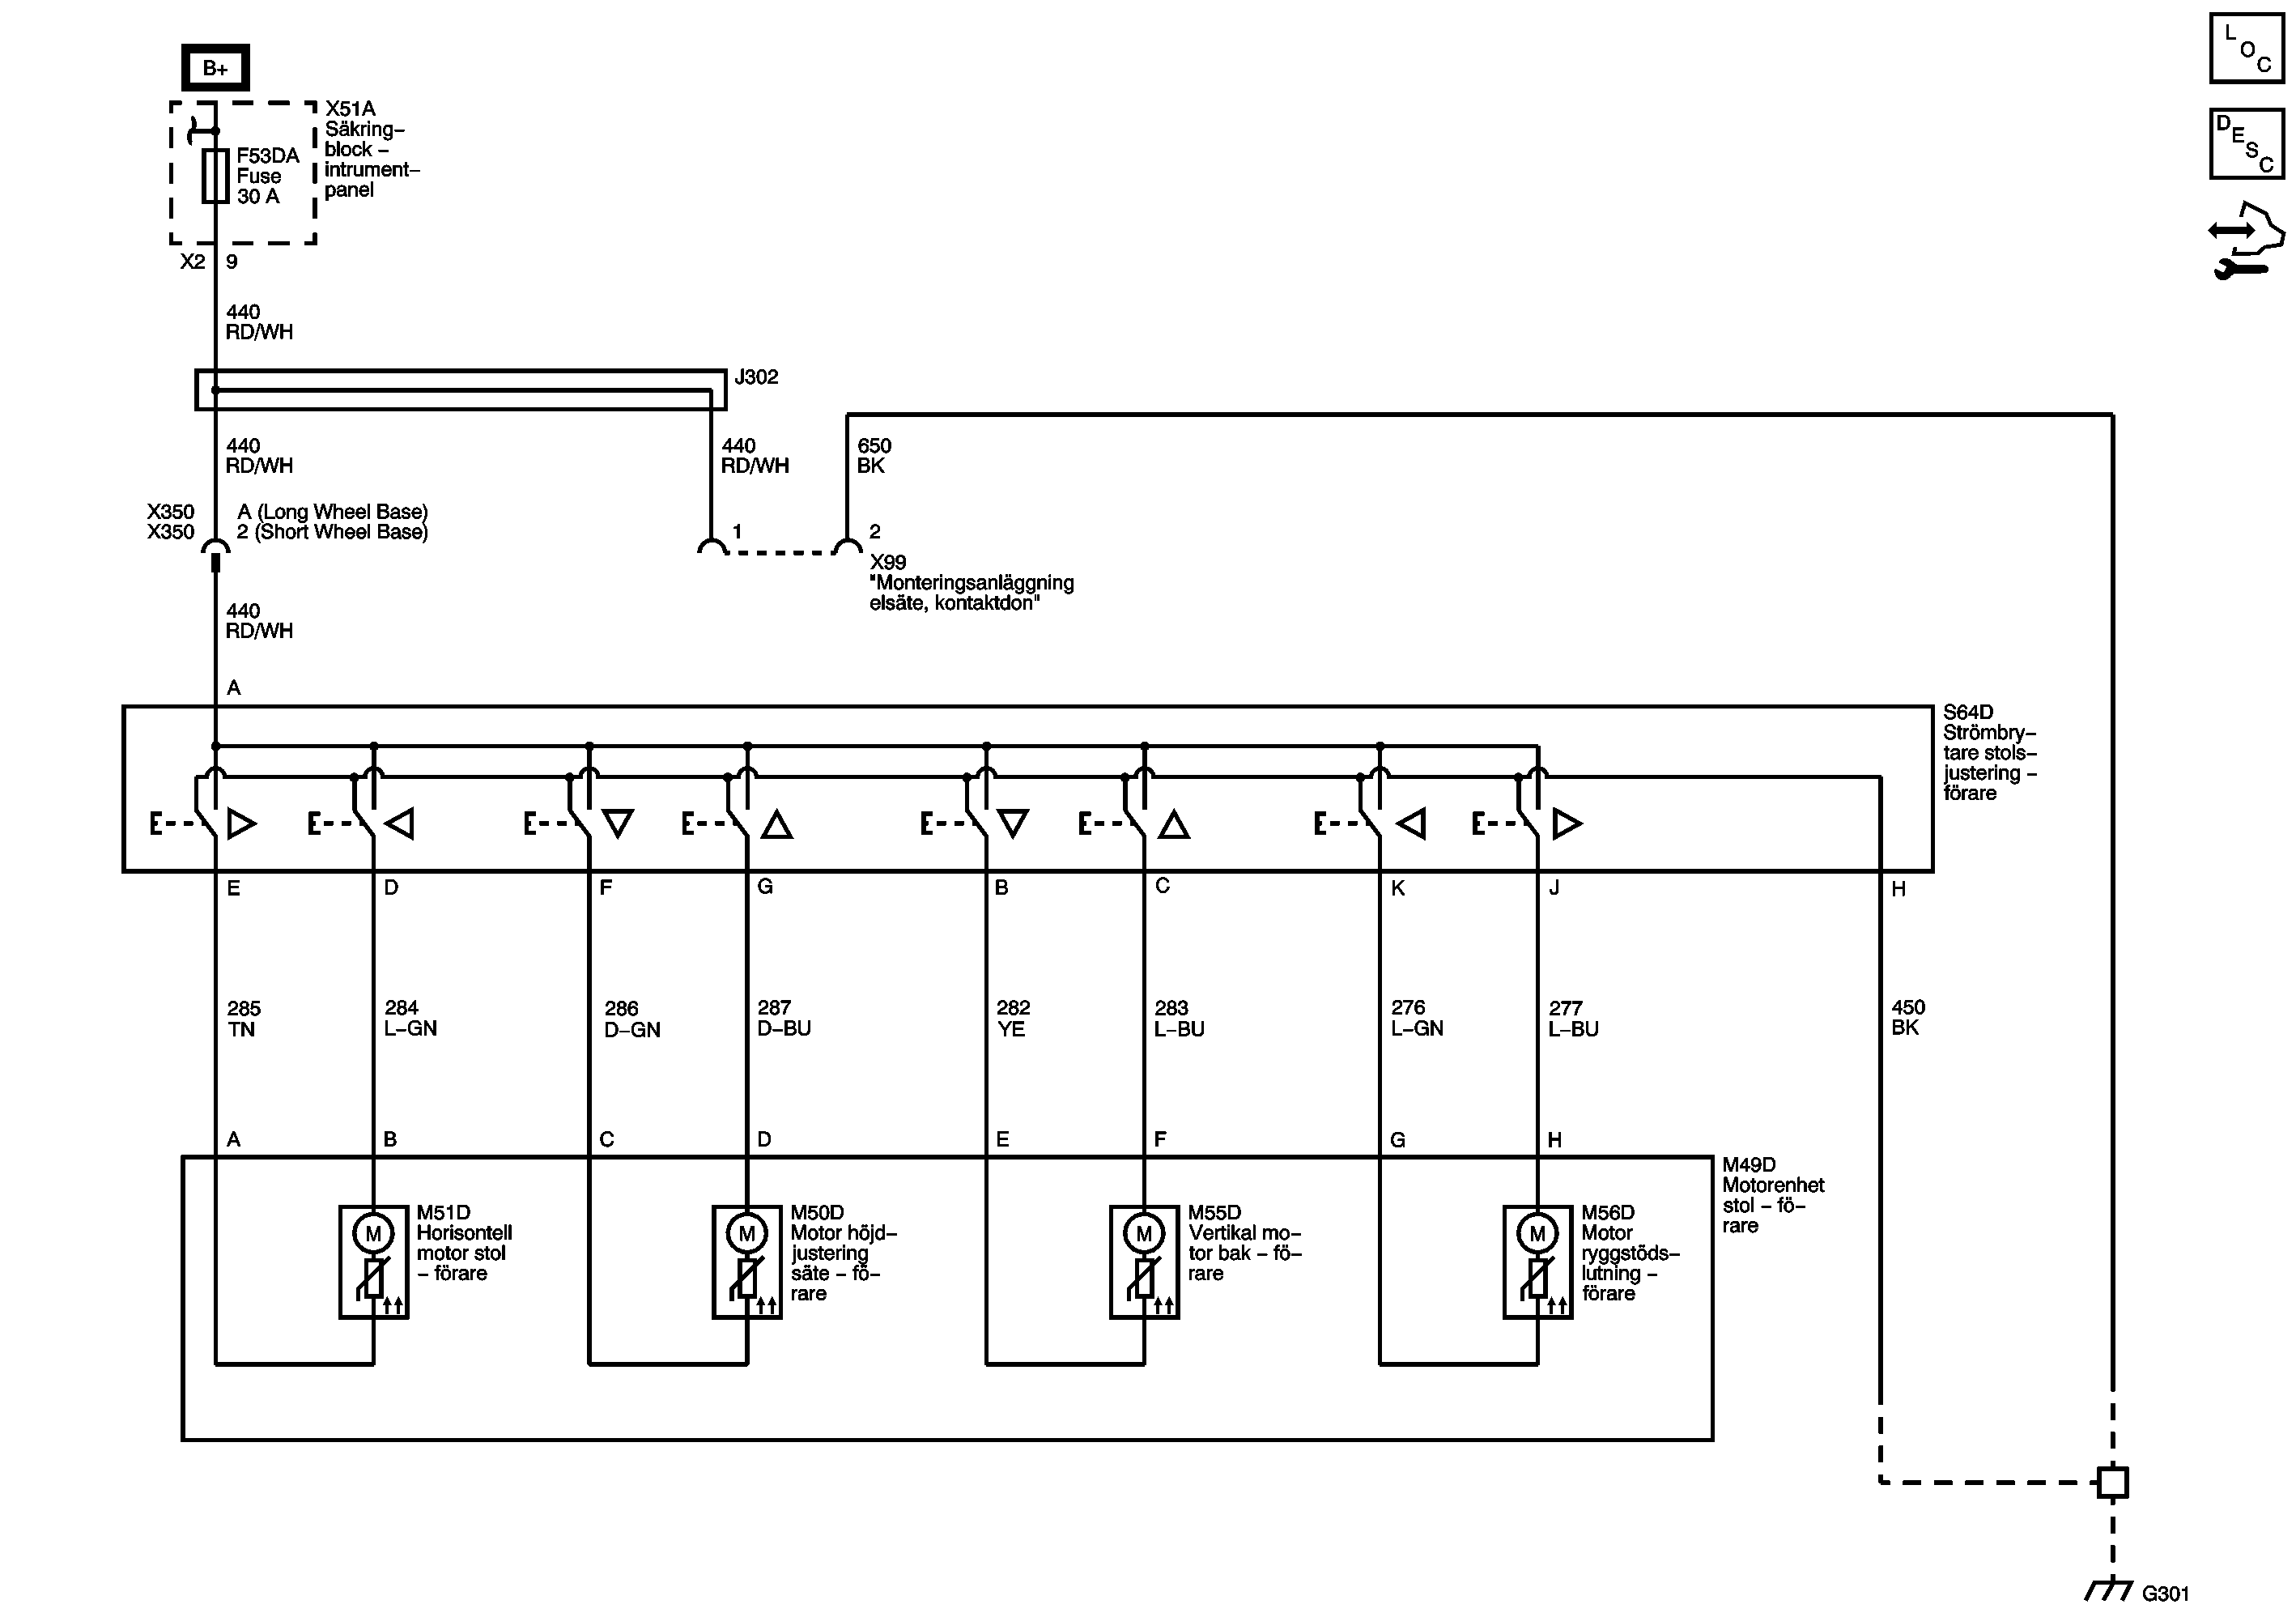 B+
X51A
Säkring–
block –
intrument–
panel
F53DA
Fuse
30 A
X2 9
440
RD/WH
J302
440
RD/WH
440
RD/WH
650
BK
X350 A (Long Wheel Base)
X350 2 (Short Wheel Base)
1
2
X99
"Monteringsanläggning
elsäte, kontaktdon"
440
RD/WH
A
S64D
Strömbry–
tare stols–
justering –
förare
E D F G B C K J H
285
TN
284
L–GN
286
D–GN
287
D–BU
282
YE
283
L–BU
276
L–GN
277
L–BU
450
BK
A B C D E F G H
M49D
Motorenhet
stol – fö–
rare
M
M51D
Horisontell
motor stol
– förare
M
M50D
Motor höjd–
justering
säte – fö–
rare
M
M55D
Vertikal mo–
tor bak – fö–
rare
M
M56D
Motor
ryggstöds–
lutning –
förare
G301
LOC
DESC